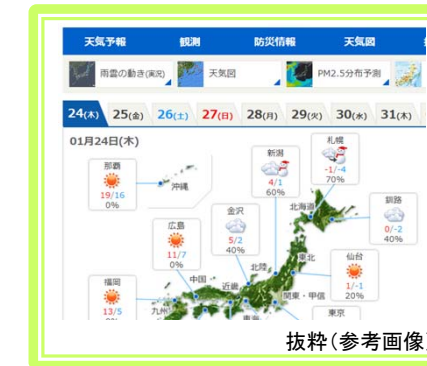 天気予報 観測 防災情報 天気図
雨雲の動き(実況) 天気図 PM2.5分布予測
24(木) 25(金) 26(土) 27(日) 28(月) 29(火) 30(水) 31(木)
01月24日(木)
那覇
19/16
0%
沖縄
新潟
4/1
60%
札幌
-1/-4
70%
北海道
釧路
0/-2
40%
広島
11/7
0%
金沢
5/2
40%
北陸
東北
仙台
1/-1
20%
福岡
13/5
中国
近畿
関東・甲信
九州
東海
東京
抜粋(参考画像)